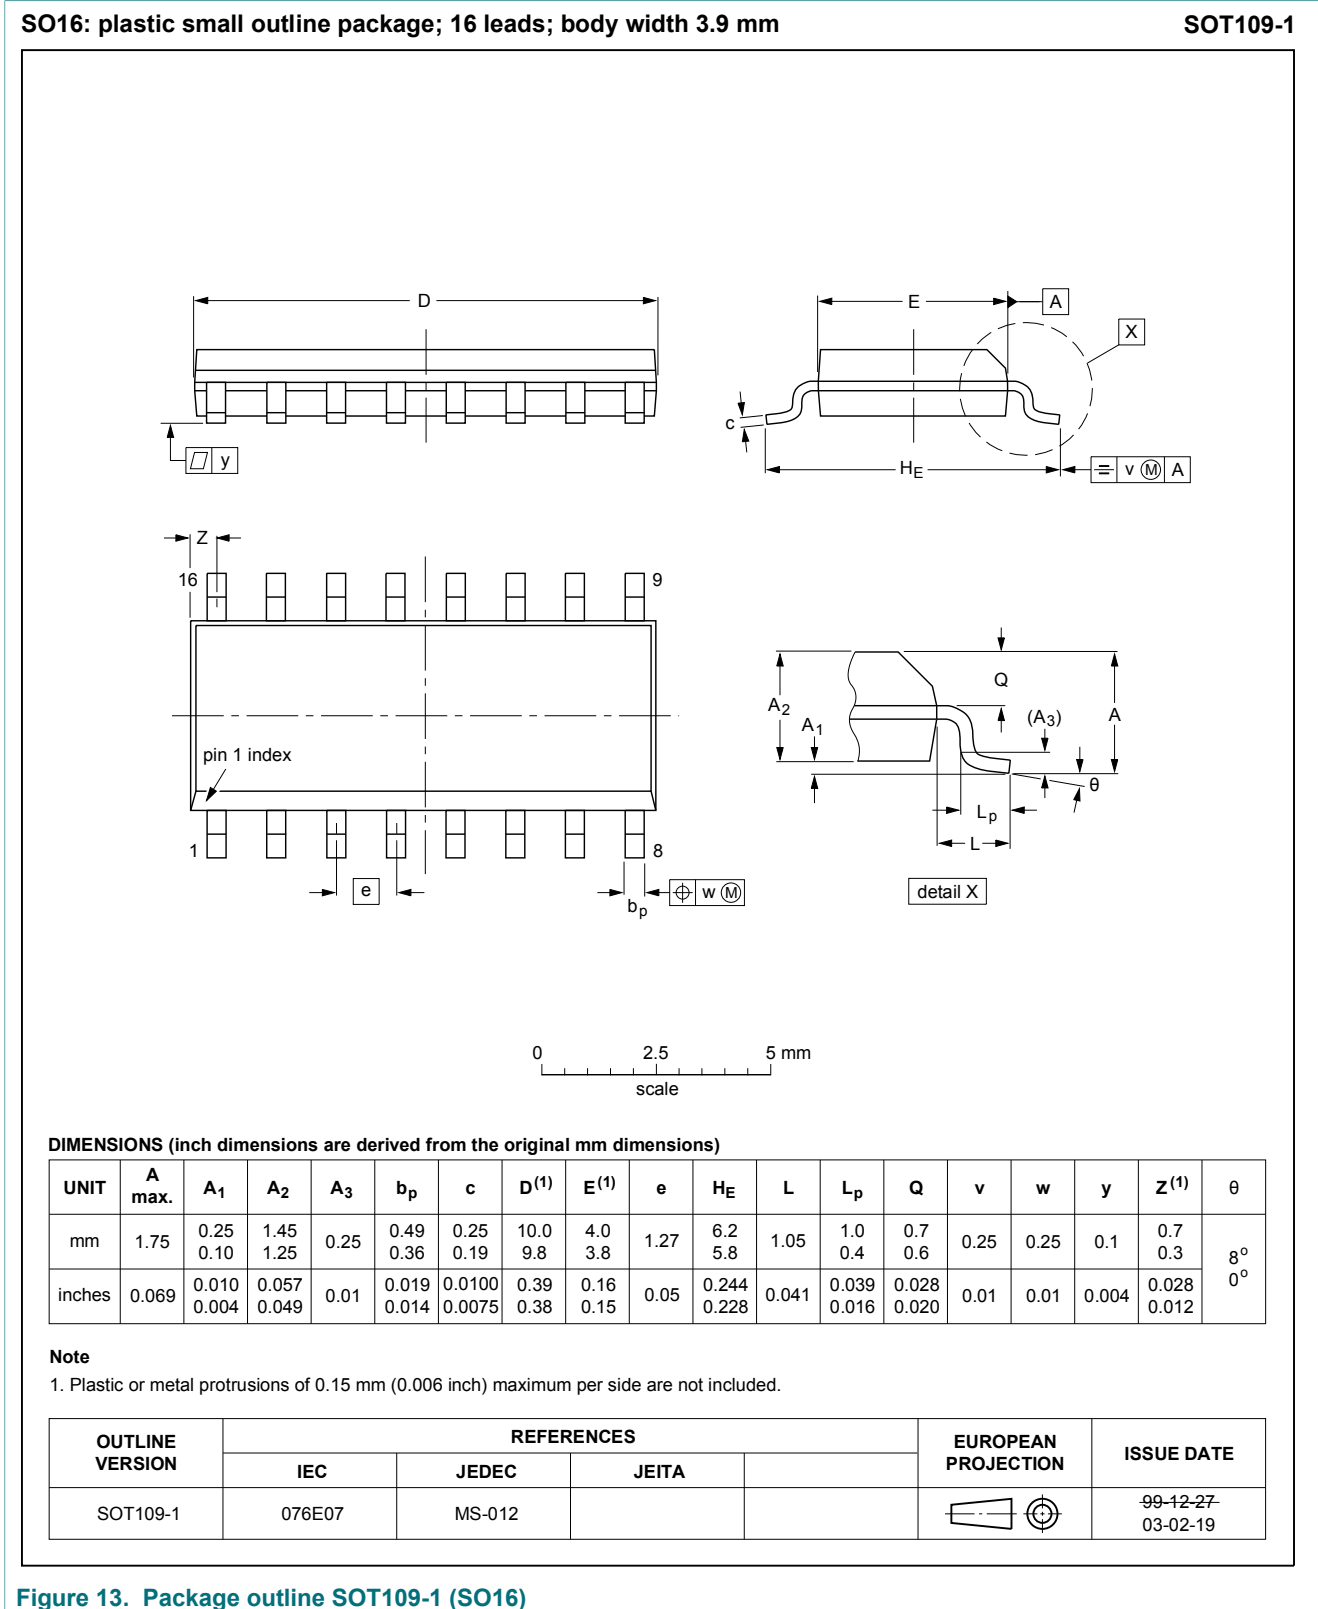 SO16: plastic small outline package; 16 leads; body width 3.9 mm SOT109-1
D
E A
X
c
y
HE v M A
Z
16 9
Q
A2 A1 (A3) A
pin 1 index
θ
Lp
1 8 L
e w M detail X
bp
0 2.5 5 mm
scale
DIMENSIONS (inch dimensions are derived from the original mm dimensions)
UNIT A max. A1 A2 A3 bp c D(1) E(1) e HE L Lp Q v w y Z(1) θ
mm 1.75 0.25 0.10 1.45 1.25 0.25 0.49 0.36 0.25 0.19 10.0 9.8 4.0 3.8 1.27 6.2 5.8 1.05 1.0 0.4 0.7 0.6 0.25 0.25 0.1 0.7 0.3 8° 0°
inches 0.069 0.010 0.004 0.057 0.049 0.01 0.019 0.014 0.0100 0.0075 0.39 0.38 0.16 0.15 0.05 0.244 0.228 0.041 0.039 0.016 0.028 0.020 0.01 0.01 0.004 0.028 0.012
Note
1. Plastic or metal protrusions of 0.15 mm (0.006 inch) maximum per side are not included.
OUTLINE VERSION REFERENCES EUROPEAN PROJECTION ISSUE DATE
IEC JEDEC JEITA
SOT109-1 076E07 MS-012 99-12-27
03-02-19
Figure 13. Package outline SOT109-1 (SO16)